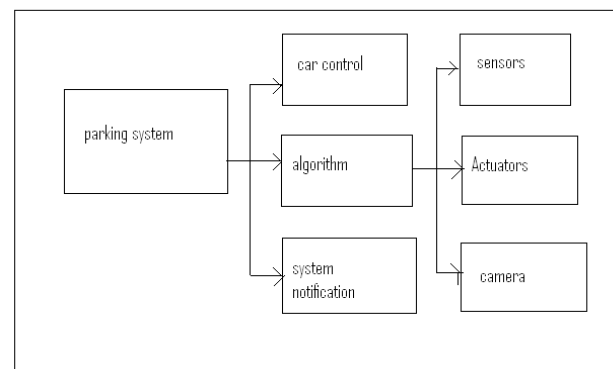 parking system
car control
algorithm
system
notification
sensors
Actuators
camera